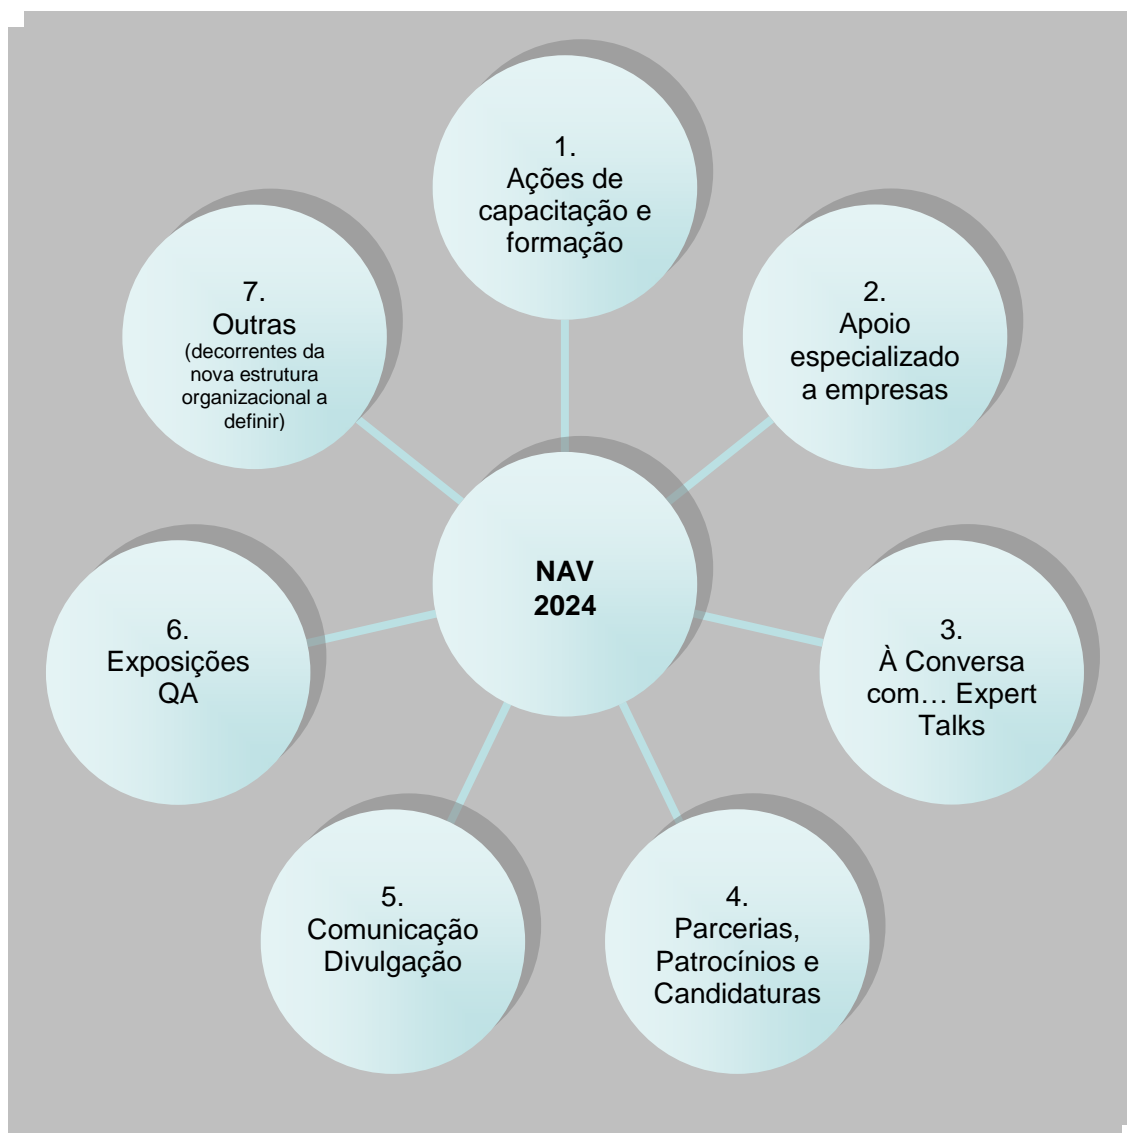 1.
Ações de
capacitação e
formação
2.
Apoio
especializado
a empresas
3.
À Conversa
com… Expert
Talks
4.
Parcerias,
Patrocínios e
Candidaturas
5.
Comunicação
Divulgação
6.
Exposições
QA
7.
Outras
(decorrentes da
nova estrutura
organizacional a
definir)
NAV
2024